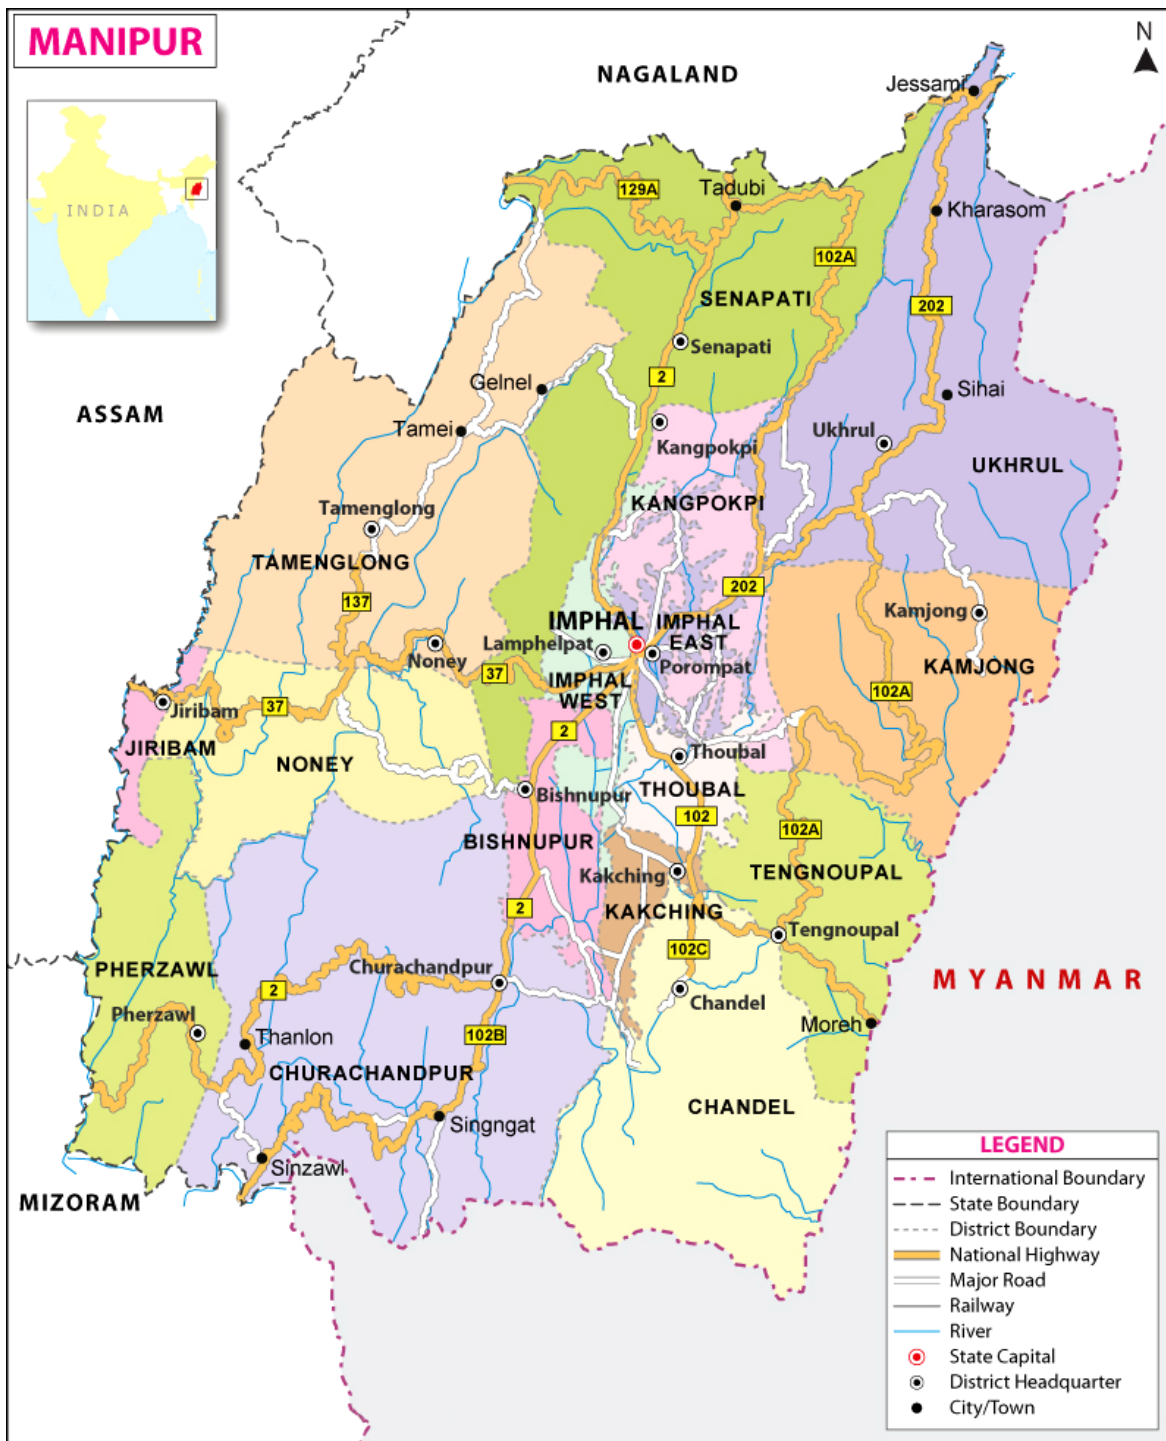 MANIPUR
N
NAGALAND
Jessami
INDIA
129A
Tadubi
Kharasom
102A
SENAPATI
202
Senapati
2
Gelnel
Sihai
ASSAM
Tamei
Kangpokpi
Ukhrul
UKHRUL
KANGPOKPI
Tamenglong
TAMENGLONG
202
137
IMPHAL
IMPHAL
EAST
Kamjong
Lamphelpat
Noney
Porompat
KAMJONG
37
IMPHAL
WEST
102A
Jiribam
37
2
JIRIBAM
NONEY
Thoubal
Bishnupur
THOUBAL
102
102A
BISHNUPUR
Kakching
TENGNOUPAL
2
KAKCHING
Tengnoupal
102C
PHERZAWL
Churachandpur
MYANMAR
2
Chandel
Pherzawl
Moreh
Thanlon
102B
CHURACHANDPUR
CHANDEL
Singngat
Sinzawl
MIZORAM
LEGEND
International Boundary
State Boundary
District Boundary
National Highway
Major Road
Railway
River
State Capital
District Headquarter
City/Town